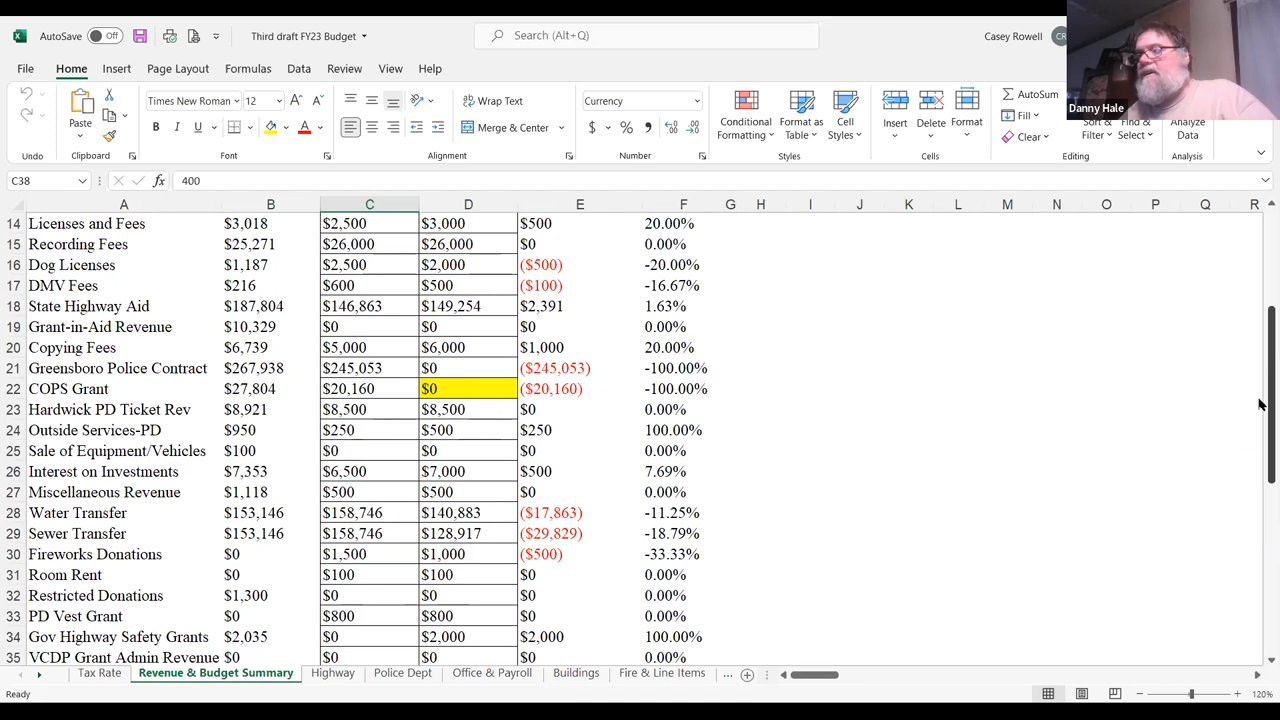 AutoSave Off Third draft FY23 Budget Search (Alt+Q) Casey Rowell CR
File Home Insert Page Layout Formulas Data Review View Help
Danny Hale
Times New Roman 12 Wrap Text Currency AutoSum
Paste B I U Merge & Center $ % Conditional Formatting Format as Table Cell Styles Insert Delete Format Fill Clear Sort & Filter Find & Select Analyze Data
Undo Clipboard Font Alignment Number Styles Cells Editing Analysis
C38 fx 400
A B C D E F G H I J K L M N O P Q R
14 Licenses and Fees $3,018 $2,500 $3,000 $500 20.00%
15 Recording Fees $25,271 $26,000 $26,000 $0 0.00%
16 Dog Licenses $1,187 $2,500 $2,000 ($500) -20.00%
17 DMV Fees $216 $600 $500 ($100) -16.67%
18 State Highway Aid $187,804 $146,863 $149,254 $2,391 1.63%
19 Grant-in-Aid Revenue $10,329 $0 $0 $0 0.00%
20 Copying Fees $6,739 $5,000 $6,000 $1,000 20.00%
21 Greensboro Police Contract $267,938 $245,053 $0 ($245,053) -100.00%
22 COPS Grant $27,804 $20,160 $0 ($20,160) -100.00%
23 Hardwick PD Ticket Rev $8,921 $8,500 $8,500 $0 0.00%
24 Outside Services-PD $950 $250 $500 $250 100.00%
25 Sale of Equipment/Vehicles $100 $0 $0 $0 0.00%
26 Interest on Investments $7,353 $6,500 $7,000 $500 7.69%
27 Miscellaneous Revenue $1,118 $500 $500 $0 0.00%
28 Water Transfer $153,146 $158,746 $140,883 ($17,863) -11.25%
29 Sewer Transfer $153,146 $158,746 $128,917 ($29,829) -18.79%
30 Fireworks Donations $0 $1,500 $1,000 ($500) -33.33%
31 Room Rent $0 $100 $100 $0 0.00%
32 Restricted Donations $1,300 $0 $0 $0 0.00%
33 PD Vest Grant $0 $800 $800 $0 0.00%
34 Gov Highway Safety Grants $2,035 $0 $2,000 $2,000 100.00%
35 VCDP Grant Admin Revenue $0 $0 $0 $0 0.00%
Tax Rate Revenue & Budget Summary Highway Police Dept Office & Payroll Buildings Fire & Line Items ...
Ready 120%